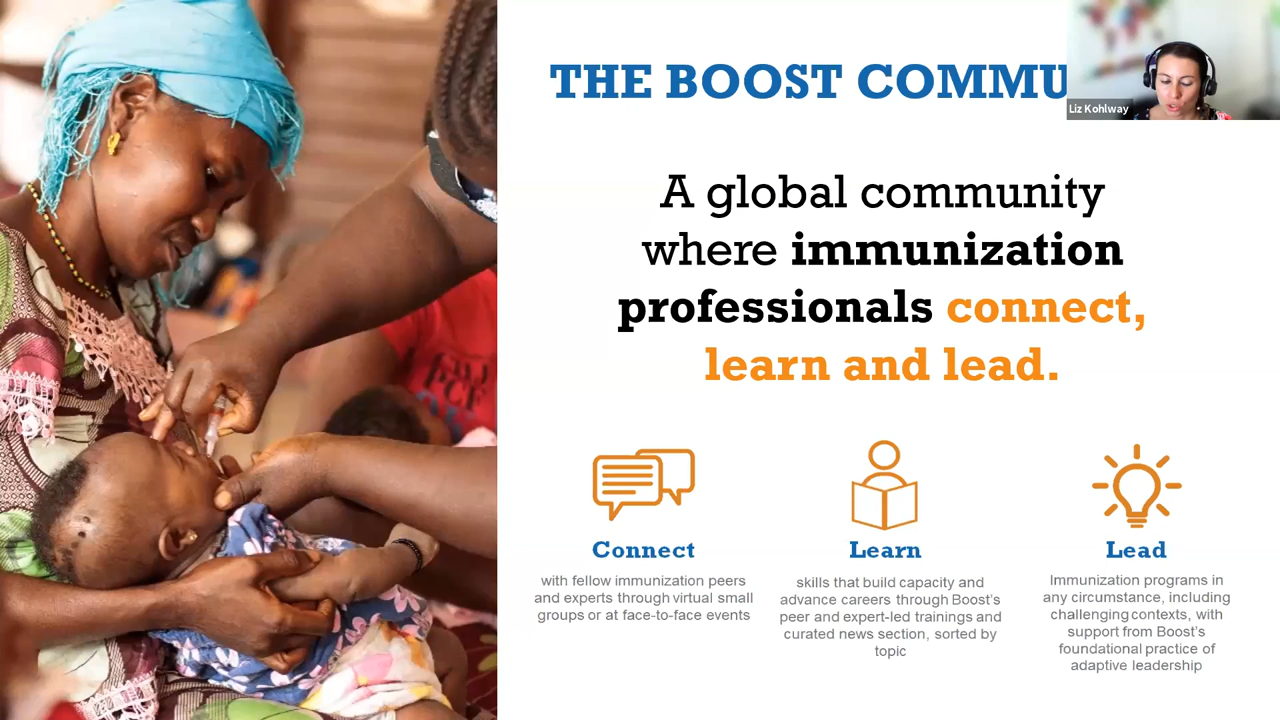 THE BOOST COMMU
Liz Kohlway
A global community
where immunization
professionals connect,
learn and lead.
Connect
with fellow immunization peers
and experts through virtual small
groups or at face-to-face events
Learn
skills that build capacity and
advance careers through Boost's
peer and expert-led trainings and
curated news section, sorted by
topic
Lead
Immunization programs in
any circumstance, including
challenging contexts, with
support from Boost's
foundational practice of
adaptive leadership